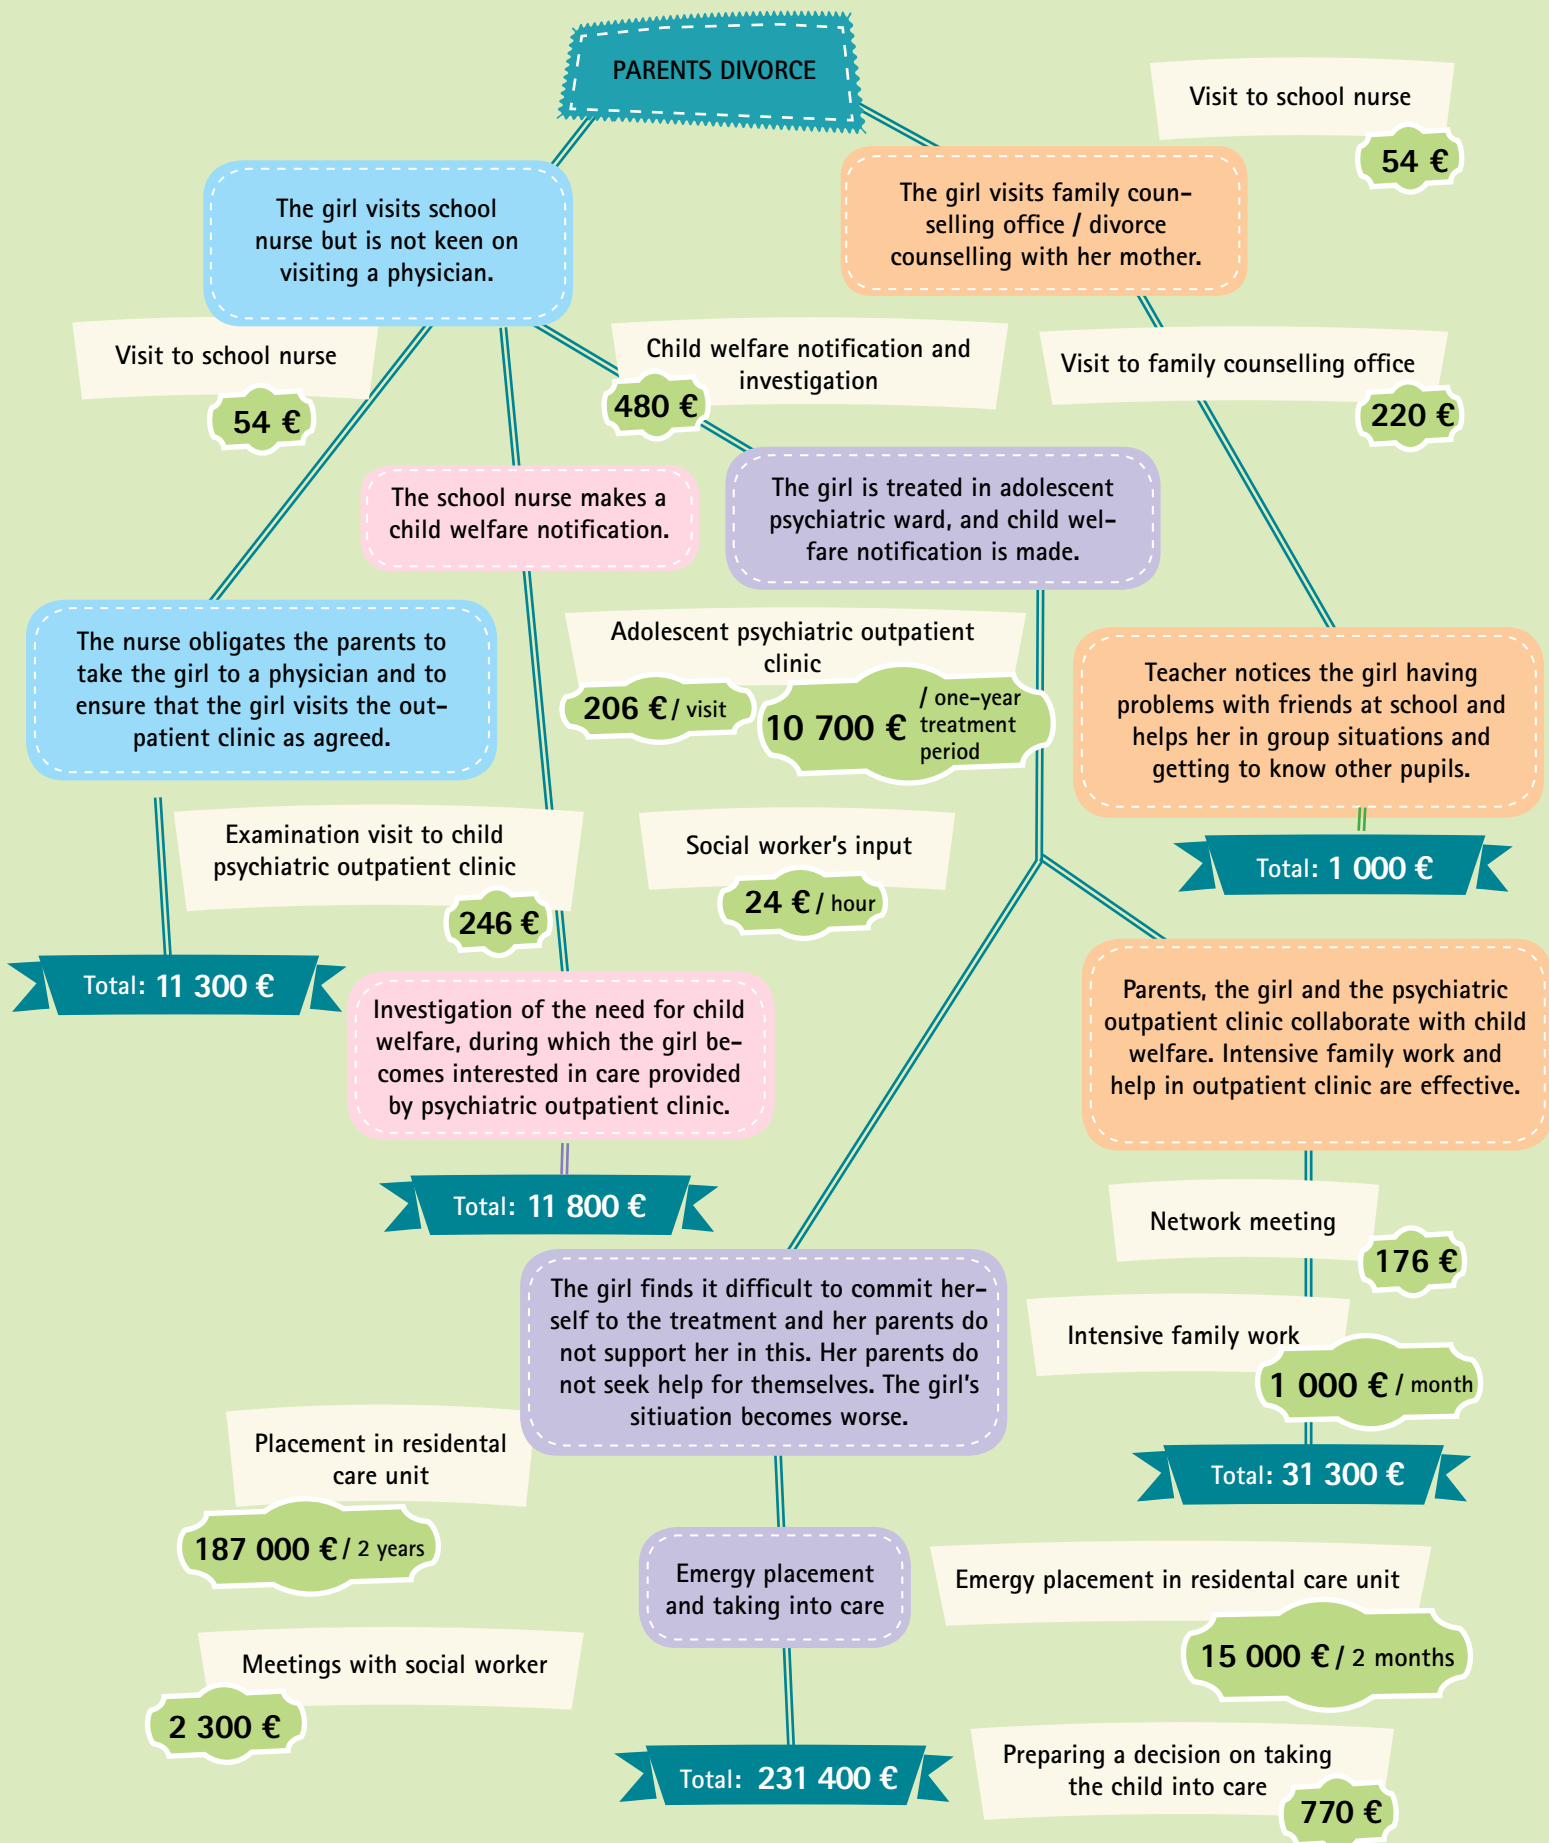 PARENTS DIVORCE
Visit to school nurse
54 €
The girl visits school
nurse but is not keen on
visiting a physician.
The girl visits family coun-
selling office / divorce
counselling with her mother.
Visit to school nurse
54 €
Child welfare notification and
investigation
480 €
Visit to family counselling office
220 €
The school nurse makes a
child welfare notification.
The girl is treated in adolescent
psychiatric ward, and child wel-
fare notification is made.
The nurse obligates the parents to
take the girl to a physician and to
ensure that the girl visits the out-
patient clinic as agreed.
Adolescent psychiatric outpatient
clinic
206 € / visit
10 700 € / one-year
treatment
period
Teacher notices the girl having
problems with friends at school and
helps her in group situations and
getting to know other pupils.
Examination visit to child
psychiatric outpatient clinic
246 €
Social worker's input
24 € / hour
Total: 1 000 €
Total: 11 300 €
Investigation of the need for child
welfare, during which the girl be-
comes interested in care provided
by psychiatric outpatient clinic.
Parents, the girl and the psychiatric
outpatient clinic collaborate with child
welfare. Intensive family work and
help in outpatient clinic are effective.
Total: 11 800 €
Network meeting
176 €
The girl finds it difficult to commit her-
self to the treatment and her parents do
not support her in this. Her parents do
not seek help for themselves. The girl's
sitiuation becomes worse.
Intensive family work
1 000 € / month
Total: 31 300 €
Placement in residental
care unit
187 000 € / 2 years
Emergy placement
and taking into care
Emergy placement in residental care unit
15 000 € / 2 months
Meetings with social worker
2 300 €
Total: 231 400 €
Preparing a decision on taking
the child into care
770 €